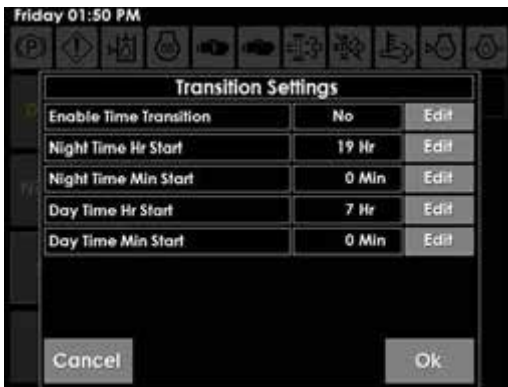 Friday 01:50 PM
Transition Settings
Enable Time Transition No Edit
Night Time Hr Start 19 Hr Edit
Night Time Min Start 0 Min Edit
Day Time Hr Start 7 Hr Edit
Day Time Min Start 0 Min Edit
Cancel Ok